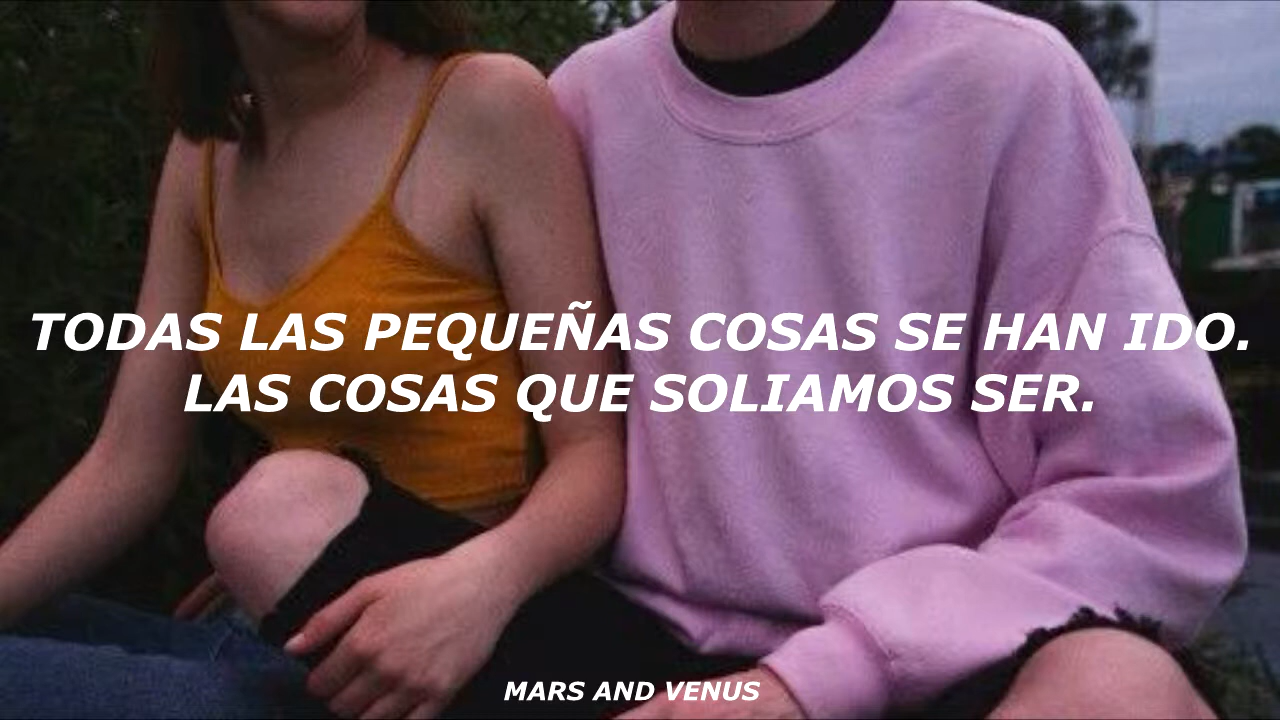 TODAS LAS PEQUEÑAS COSAS SE HAN IDO.
LAS COSAS QUE SOLIAMOS SER.
MARS AND VENUS